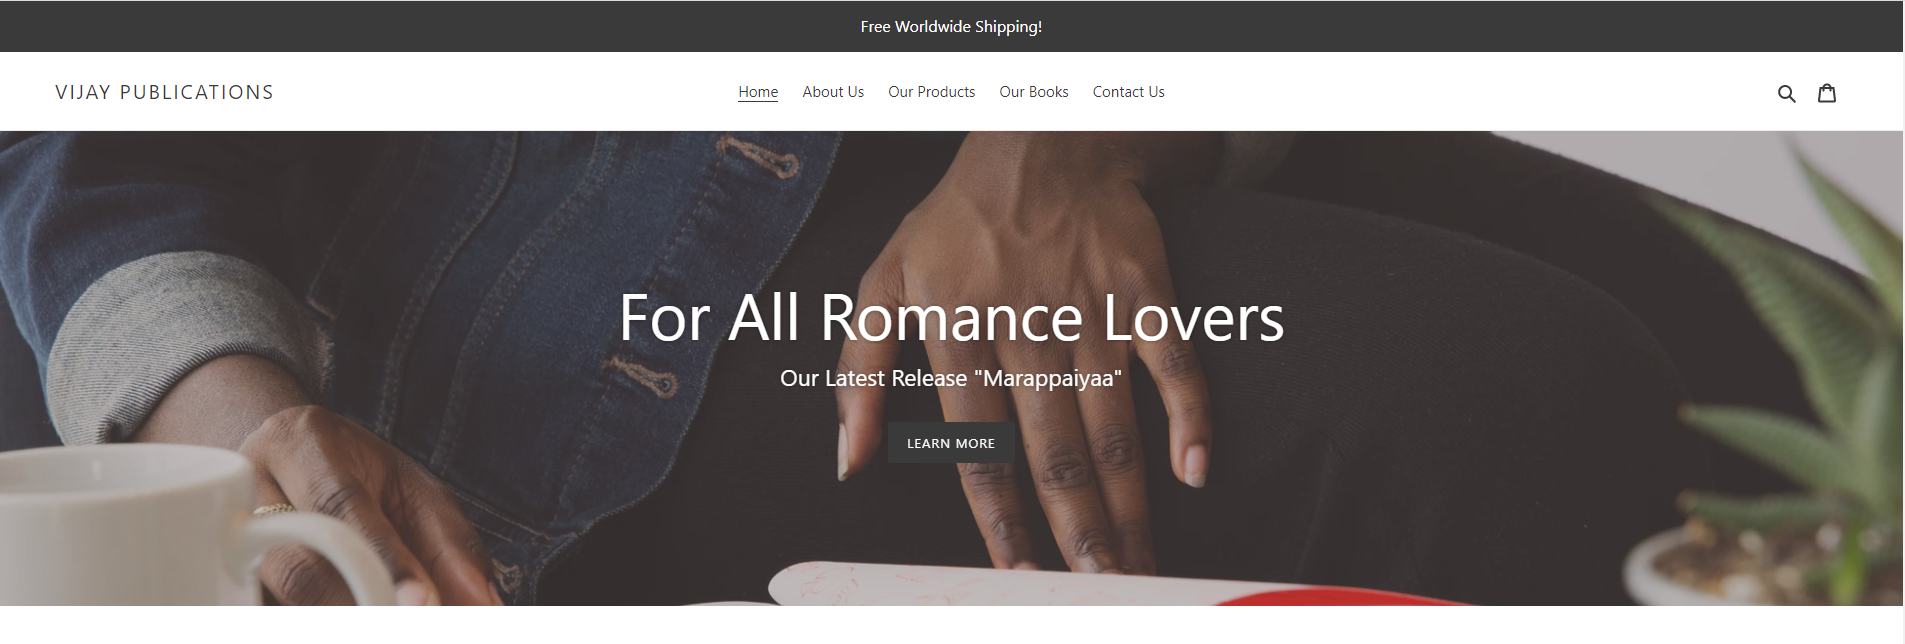 Free Worldwide Shipping!
VIJAY PUBLICATIONS
Home About Us Our Products Our Books Contact Us
For All Romance Lovers
Our Latest Release "Marappaiyaa"
LEARN MORE